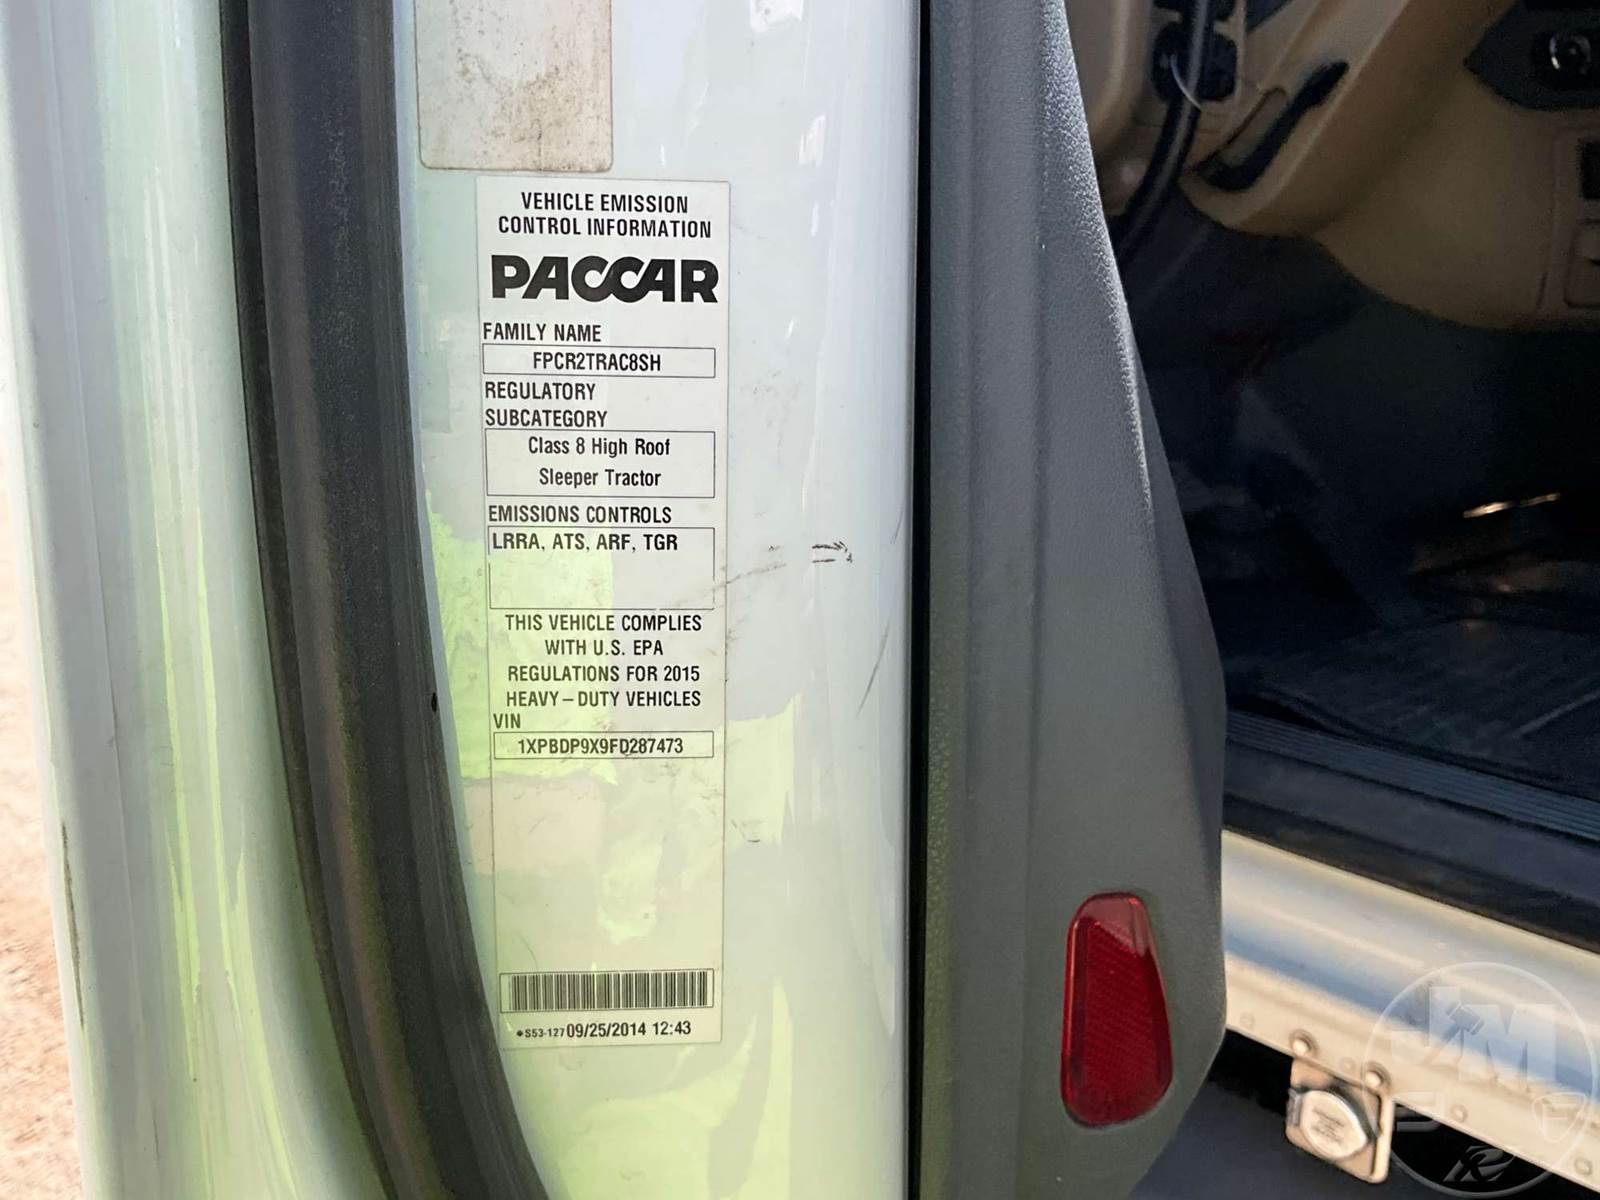 VEHICLE EMISSION
CONTROL INFORMATION
PACCAR
FAMILY NAME
FPCR2TRAC8SH
REGULATORY
SUBCATEGORY
Class 8 High Roof
Sleeper Tractor
EMISSIONS CONTROLS
LRRA, ATS, ARF, TGR
THIS VEHICLE COMPLIES
WITH U.S. EPA
REGULATIONS FOR 2015
HEAVY-DUTY VEHICLES
VIN
1XPBDP9X9FD287473
•S53-127 09/25/2014 12:43
JM